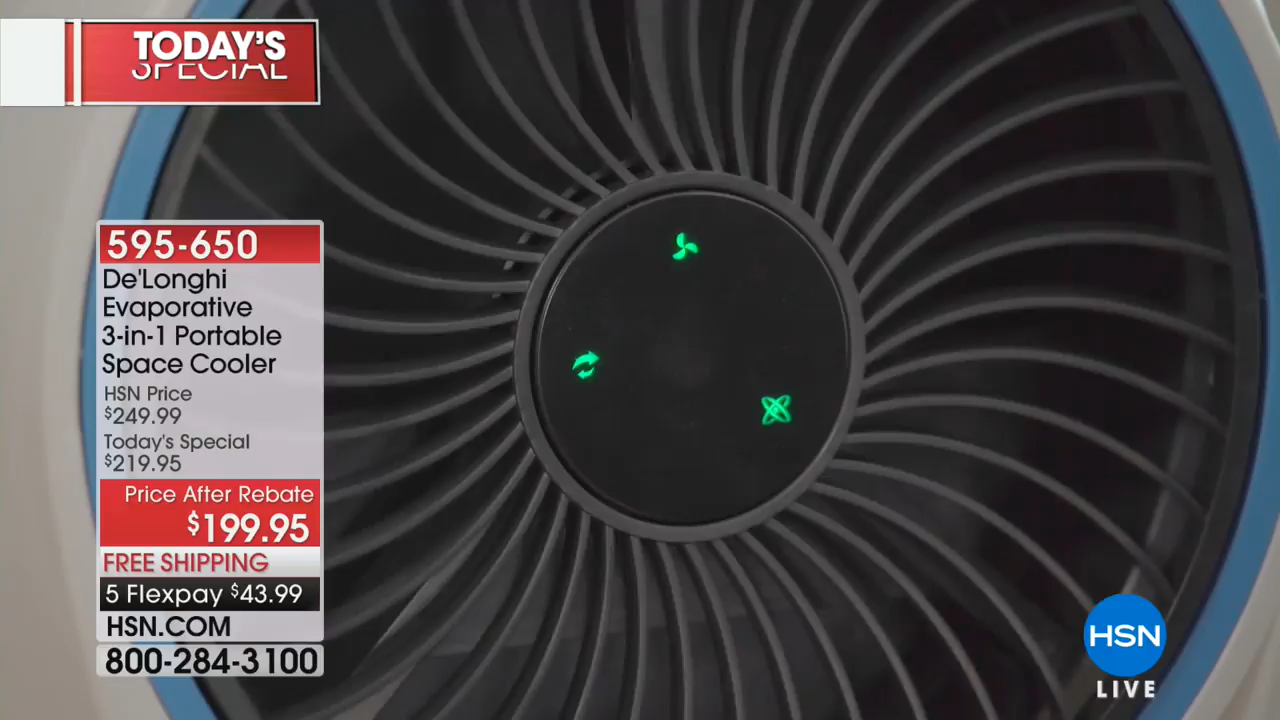 TODAY'S
SPECIAL
595-650
De'Longhi
Evaporative
3-in-1 Portable
Space Cooler
HSN Price
$249.99
Today's Special
$219.95
Price After Rebate
$199.95
FREE SHIPPING
5 Flexpay $43.99
HSN.COM
800-284-3100
HSN
LIVE